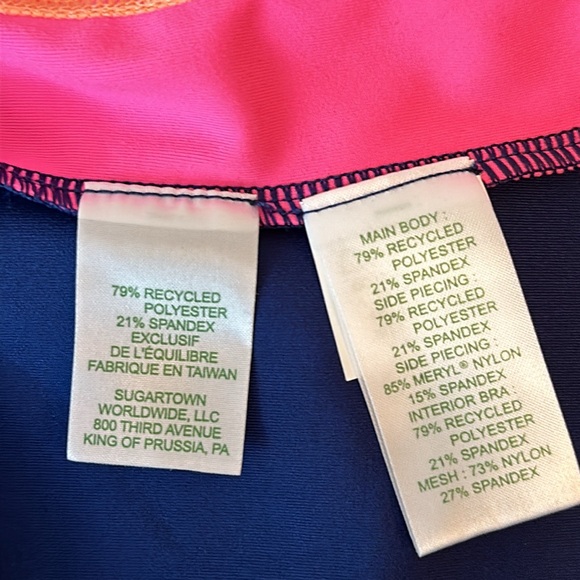 79% RECYCLED
POLYESTER
21% SPANDEX
EXCLUSIF
DE L'ÉQUILIBRE
FABRIQUE EN TAIWAN
SUGARTOWN
WORLDWIDE, LLC
800 THIRD AVENUE
KING OF PRUSSIA, PA
MAIN BODY :
79% RECYCLED
POLYESTER
21% SPANDEX
SIDE PIECING :
79% RECYCLED
POLYESTER
21% SPANDEX
SIDE PIECING :
85% MERYL® NYLON
15% SPANDEX
INTERIOR BRA :
79% RECYCLED
POLYESTER
21% SPANDEX
MESH : 73% NYLON
27% SPANDEX